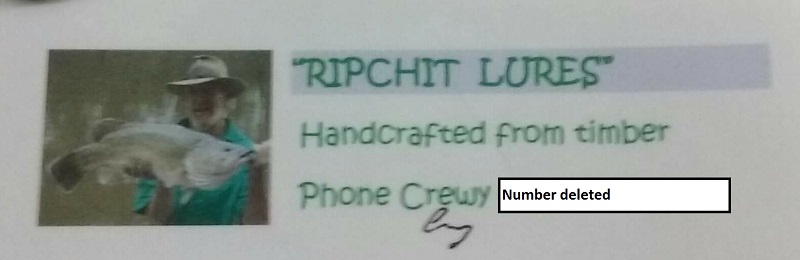 "RIPCHIT LURES"
Handcrafted from timber
Phone Crewy Number deleted